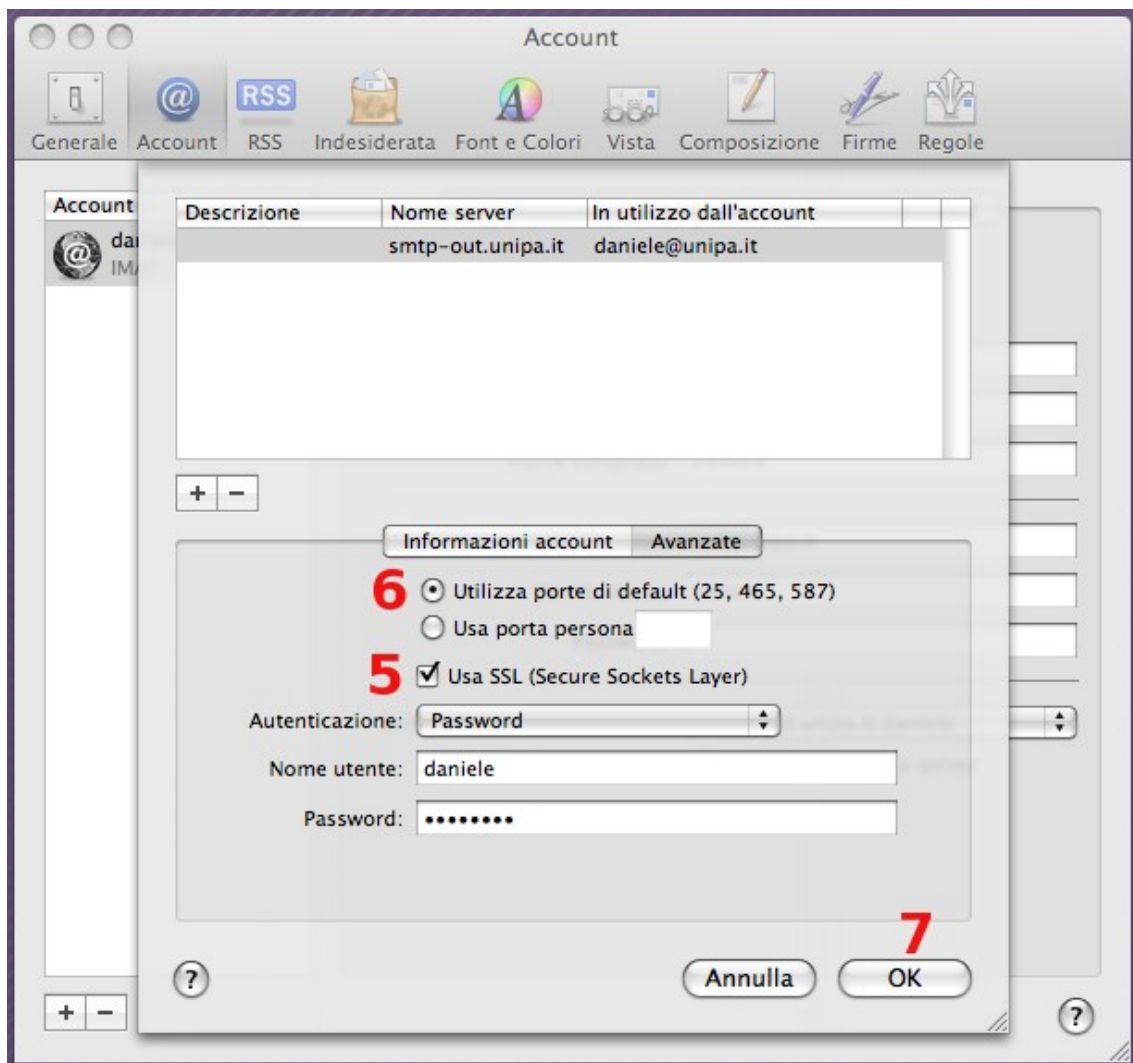 Account
RSS
Generale Account RSS Indesiderata Font e Colori Vista Composizione Firme Regole
Account
Descrizione Nome server In utilizzo dall'account
smtp-out.unipa.it daniele@unipa.it
dan
IMA
+ −
Informazioni account Avanzate
6 Utilizza porte di default (25, 465, 587)
Usa porta persona
5 Usa SSL (Secure Sockets Layer)
Autenticazione: Password
Nome utente: daniele
Password: ••••••••
7
? Annulla OK
+ − ?